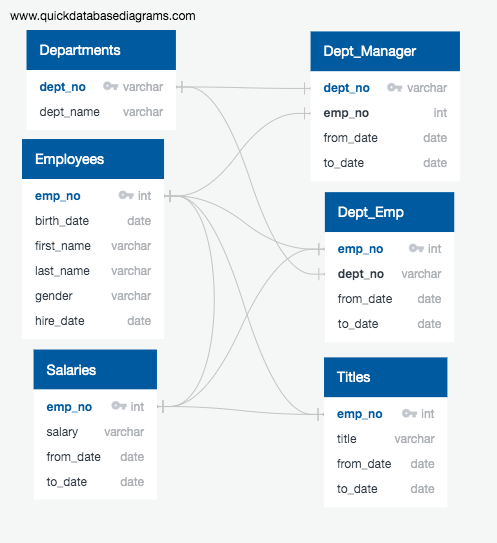 www.quickdatabasediagrams.com
Departments
dept_no varchar
dept_name varchar
Employees
emp_no int
birth_date date
first_name varchar
last_name varchar
gender varchar
hire_date date
Salaries
emp_no int
salary varchar
from_date date
to_date date
Dept_Manager
dept_no varchar
emp_no int
from_date date
to_date date
Dept_Emp
emp_no int
dept_no varchar
from_date date
to_date date
Titles
emp_no int
title varchar
from_date date
to_date date